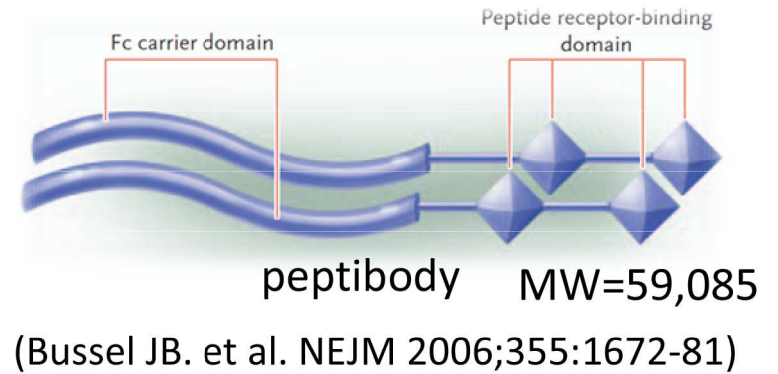 Peptide receptor-binding
domain
Fc carrier domain
peptibody MW=59,085
(Bussel JB. et al. NEJM 2006;355:1672-81)